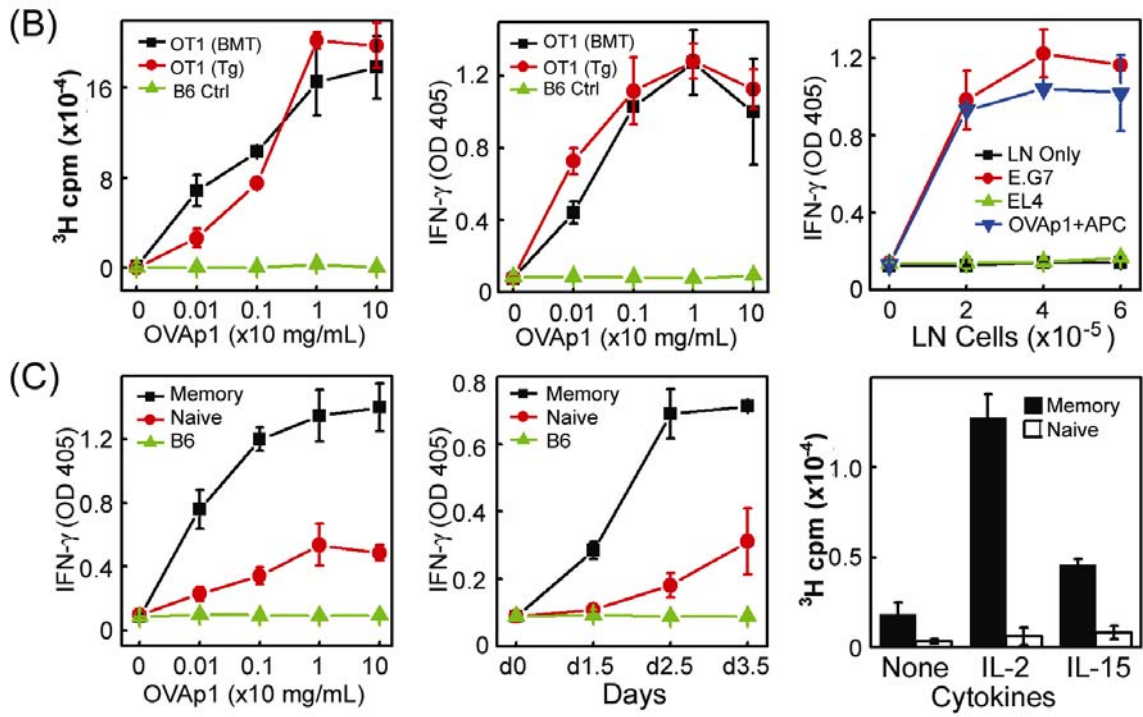 (B)
³H cpm (x10⁻⁴)
16
8
0
OT1 (BMT)
OT1 (Tg)
B6 Ctrl
0 0.01 0.1 1 10
OVAp1 (x10 mg/mL)
IFN-γ (OD 405)
1.2
0.8
0.4
0
OT1 (BMT)
OT1 (Tg)
B6 Ctrl
0 0.01 0.1 1 10
OVAp1 (x10 mg/mL)
IFN-γ (OD 405)
1.2
0.8
0.4
0
LN Only
E.G7
EL4
OVAp1+APC
0 2 4 6
LN Cells (x10⁻⁵)
(C)
IFN-γ (OD 405)
1.2
0.8
0.4
0
Memory
Naive
B6
0 0.01 0.1 1 10
OVAp1 (x10 mg/mL)
IFN-γ (OD 405)
0.8
0.6
0.4
0.2
0
Memory
Naive
B6
d0 d1.5 d2.5 d3.5
Days
³H cpm (x10⁻⁴)
1.0
0.5
0
Memory
Naive
None IL-2 IL-15
Cytokines